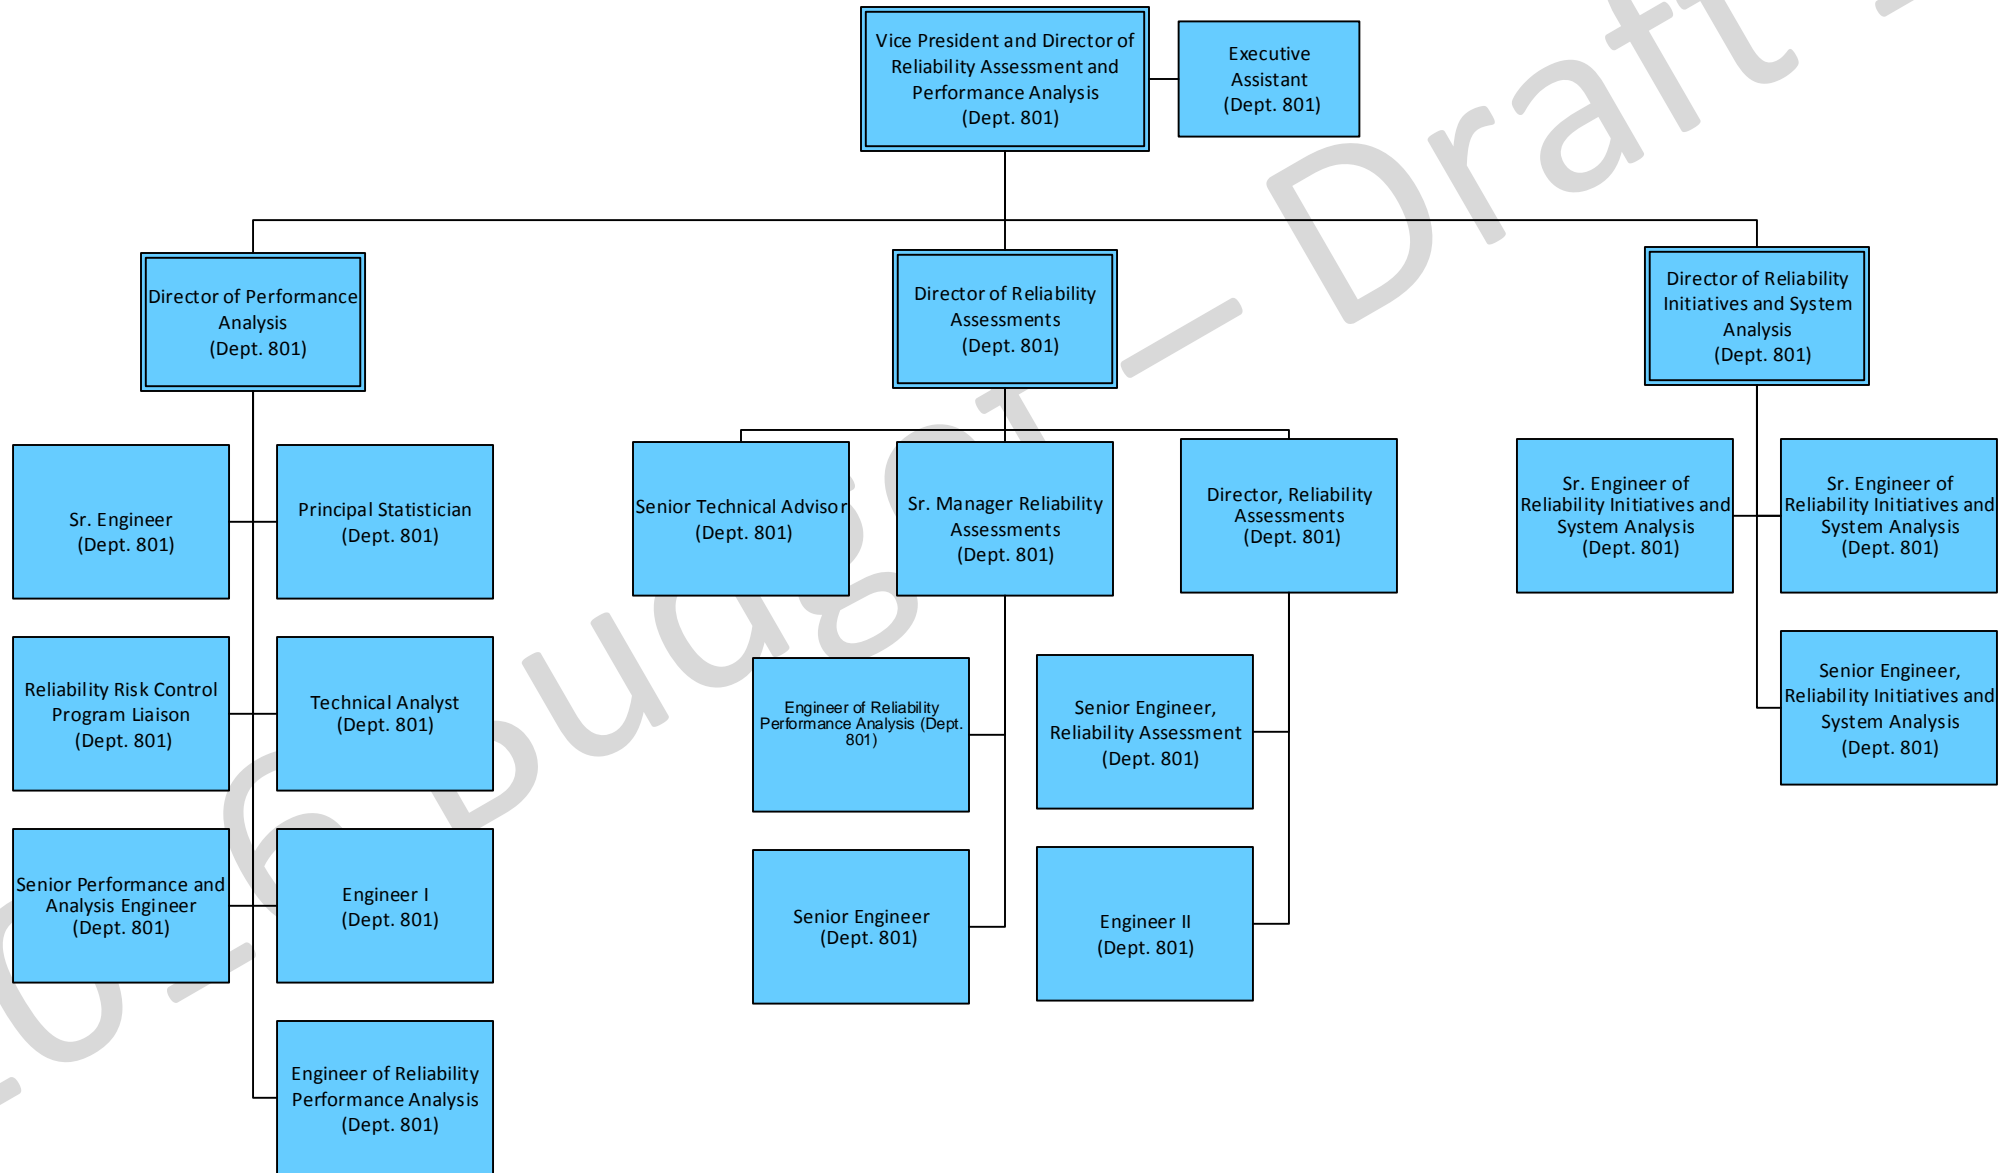 Vice President and Director of
Reliability Assessment and
Performance Analysis
(Dept. 801)
Executive
Assistant
(Dept. 801)
Director of Performance
Analysis
(Dept. 801)
Director of Reliability
Assessments
(Dept. 801)
Director of Reliability
Initiatives and System
Analysis
(Dept. 801)
Sr. Engineer
(Dept. 801)
Principal Statistician
(Dept. 801)
Senior Technical Advisor
(Dept. 801)
Sr. Manager Reliability
Assessments
(Dept. 801)
Director, Reliability
Assessments
(Dept. 801)
Sr. Engineer of
Reliability Initiatives and
System Analysis
(Dept. 801)
Sr. Engineer of
Reliability Initiatives and
System Analysis
(Dept. 801)
Reliability Risk Control
Program Liaison
(Dept. 801)
Technical Analyst
(Dept. 801)
Engineer of Reliability
Performance Analysis (Dept.
801)
Senior Engineer,
Reliability Assessment
(Dept. 801)
Senior Engineer,
Reliability Initiatives and
System Analysis
(Dept. 801)
Senior Performance and
Analysis Engineer
(Dept. 801)
Engineer I
(Dept. 801)
Senior Engineer
(Dept. 801)
Engineer II
(Dept. 801)
Engineer of Reliability
Performance Analysis
(Dept. 801)
Budget – Draft –